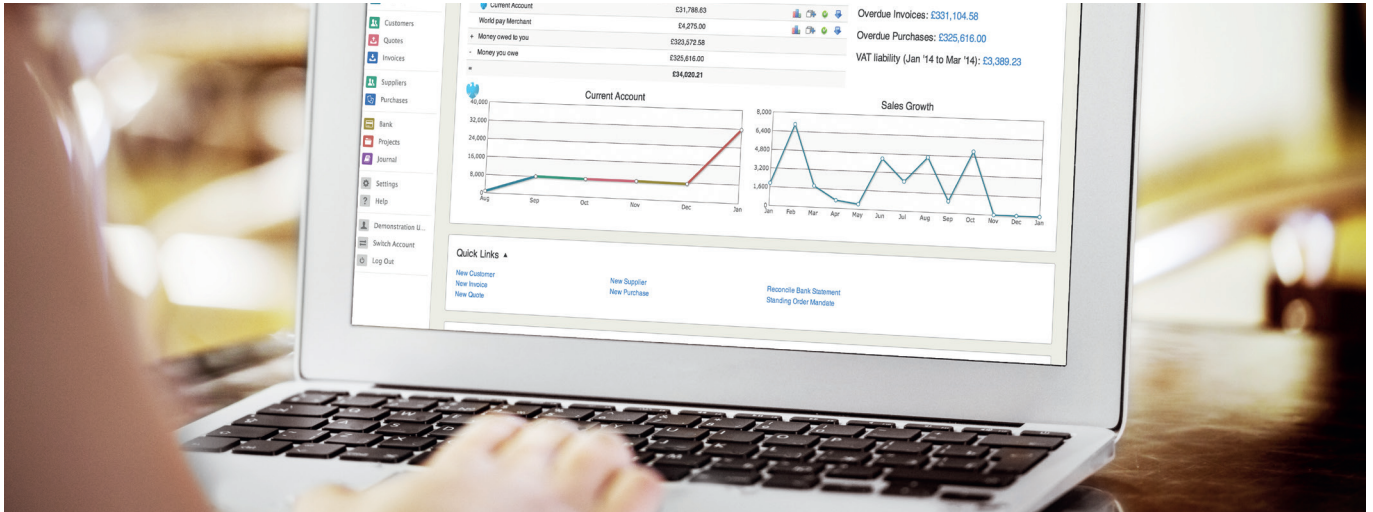 Customers
Quotes
Invoices
Suppliers
Purchases
Bank
Projects
Journal
Settings
Help
Demonstration U...
Switch Account
Log Out
Current Account £31,788.63
World pay Merchant £4,275.00
+ Money owed to you £323,572.58
- Money you owe £325,616.00
= £34,020.21
Overdue Invoices: £331,104.58
Overdue Purchases: £325,616.00
VAT liability (Jan '14 to Mar '14): £3,389.23
Current Account
40,000
32,000
24,000
16,000
8,000
0
Aug Sep Oct Nov Dec Jan
Sales Growth
8,000
6,400
4,800
3,200
1,600
0
Jan Feb Mar Apr May Jun Jul Aug Sep Oct Nov Dec Jan
Quick Links ▲
New Customer
New Invoice
New Quote
New Supplier
New Purchase
Reconcile Bank Statement
Standing Order Mandate